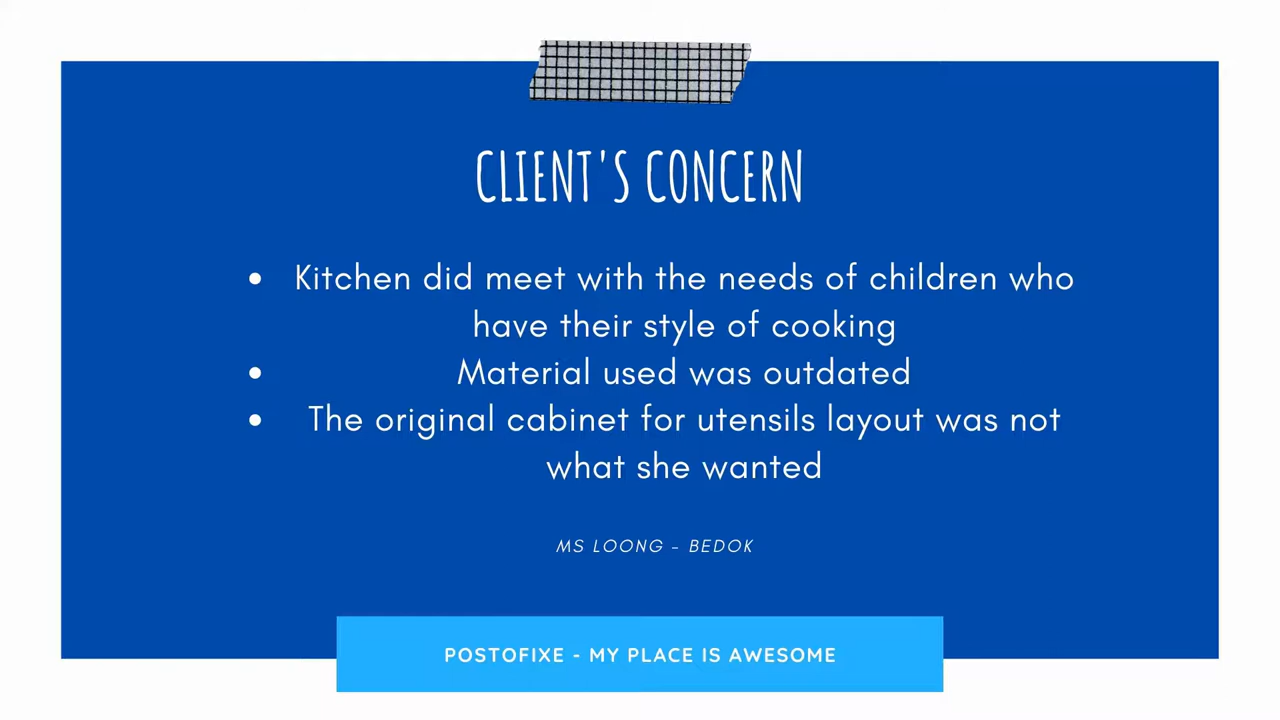 CLIENT'S CONCERN
• Kitchen did meet with the needs of children who
have their style of cooking
• Material used was outdated
• The original cabinet for utensils layout was not
what she wanted
MS LOONG - BEDOK
POSTOFIXE - MY PLACE IS AWESOME